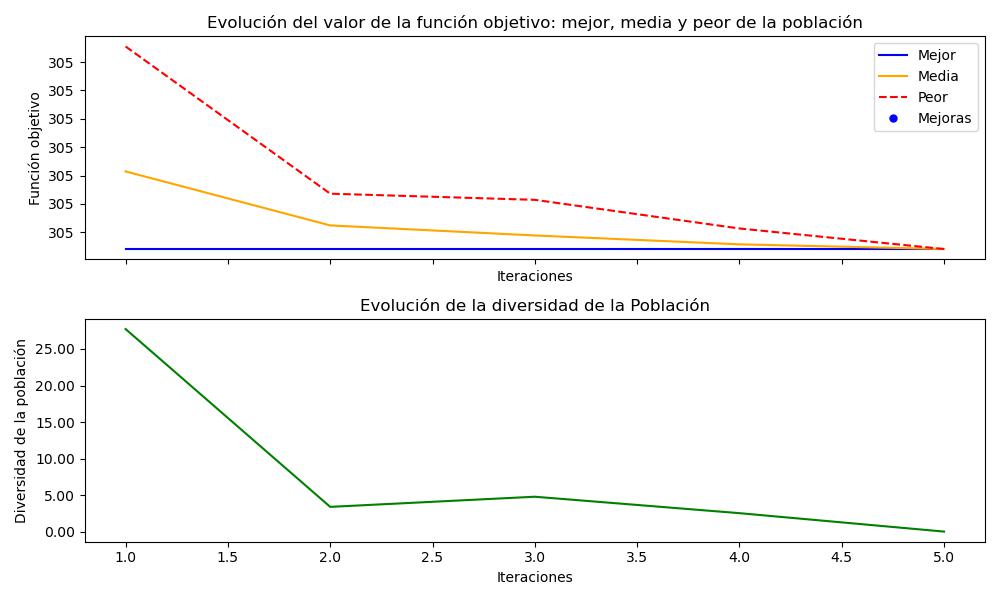 Evolución del valor de la función objetivo: mejor, media y peor de la población
Función objetivo
305
305
305
305
305
305
305
Mejor
Media
Peor
Mejoras
Iteraciones
Evolución de la diversidad de la Población
Diversidad de la población
25.00
20.00
15.00
10.00
5.00
0.00
1.0 1.5 2.0 2.5 3.0 3.5 4.0 4.5 5.0
Iteraciones